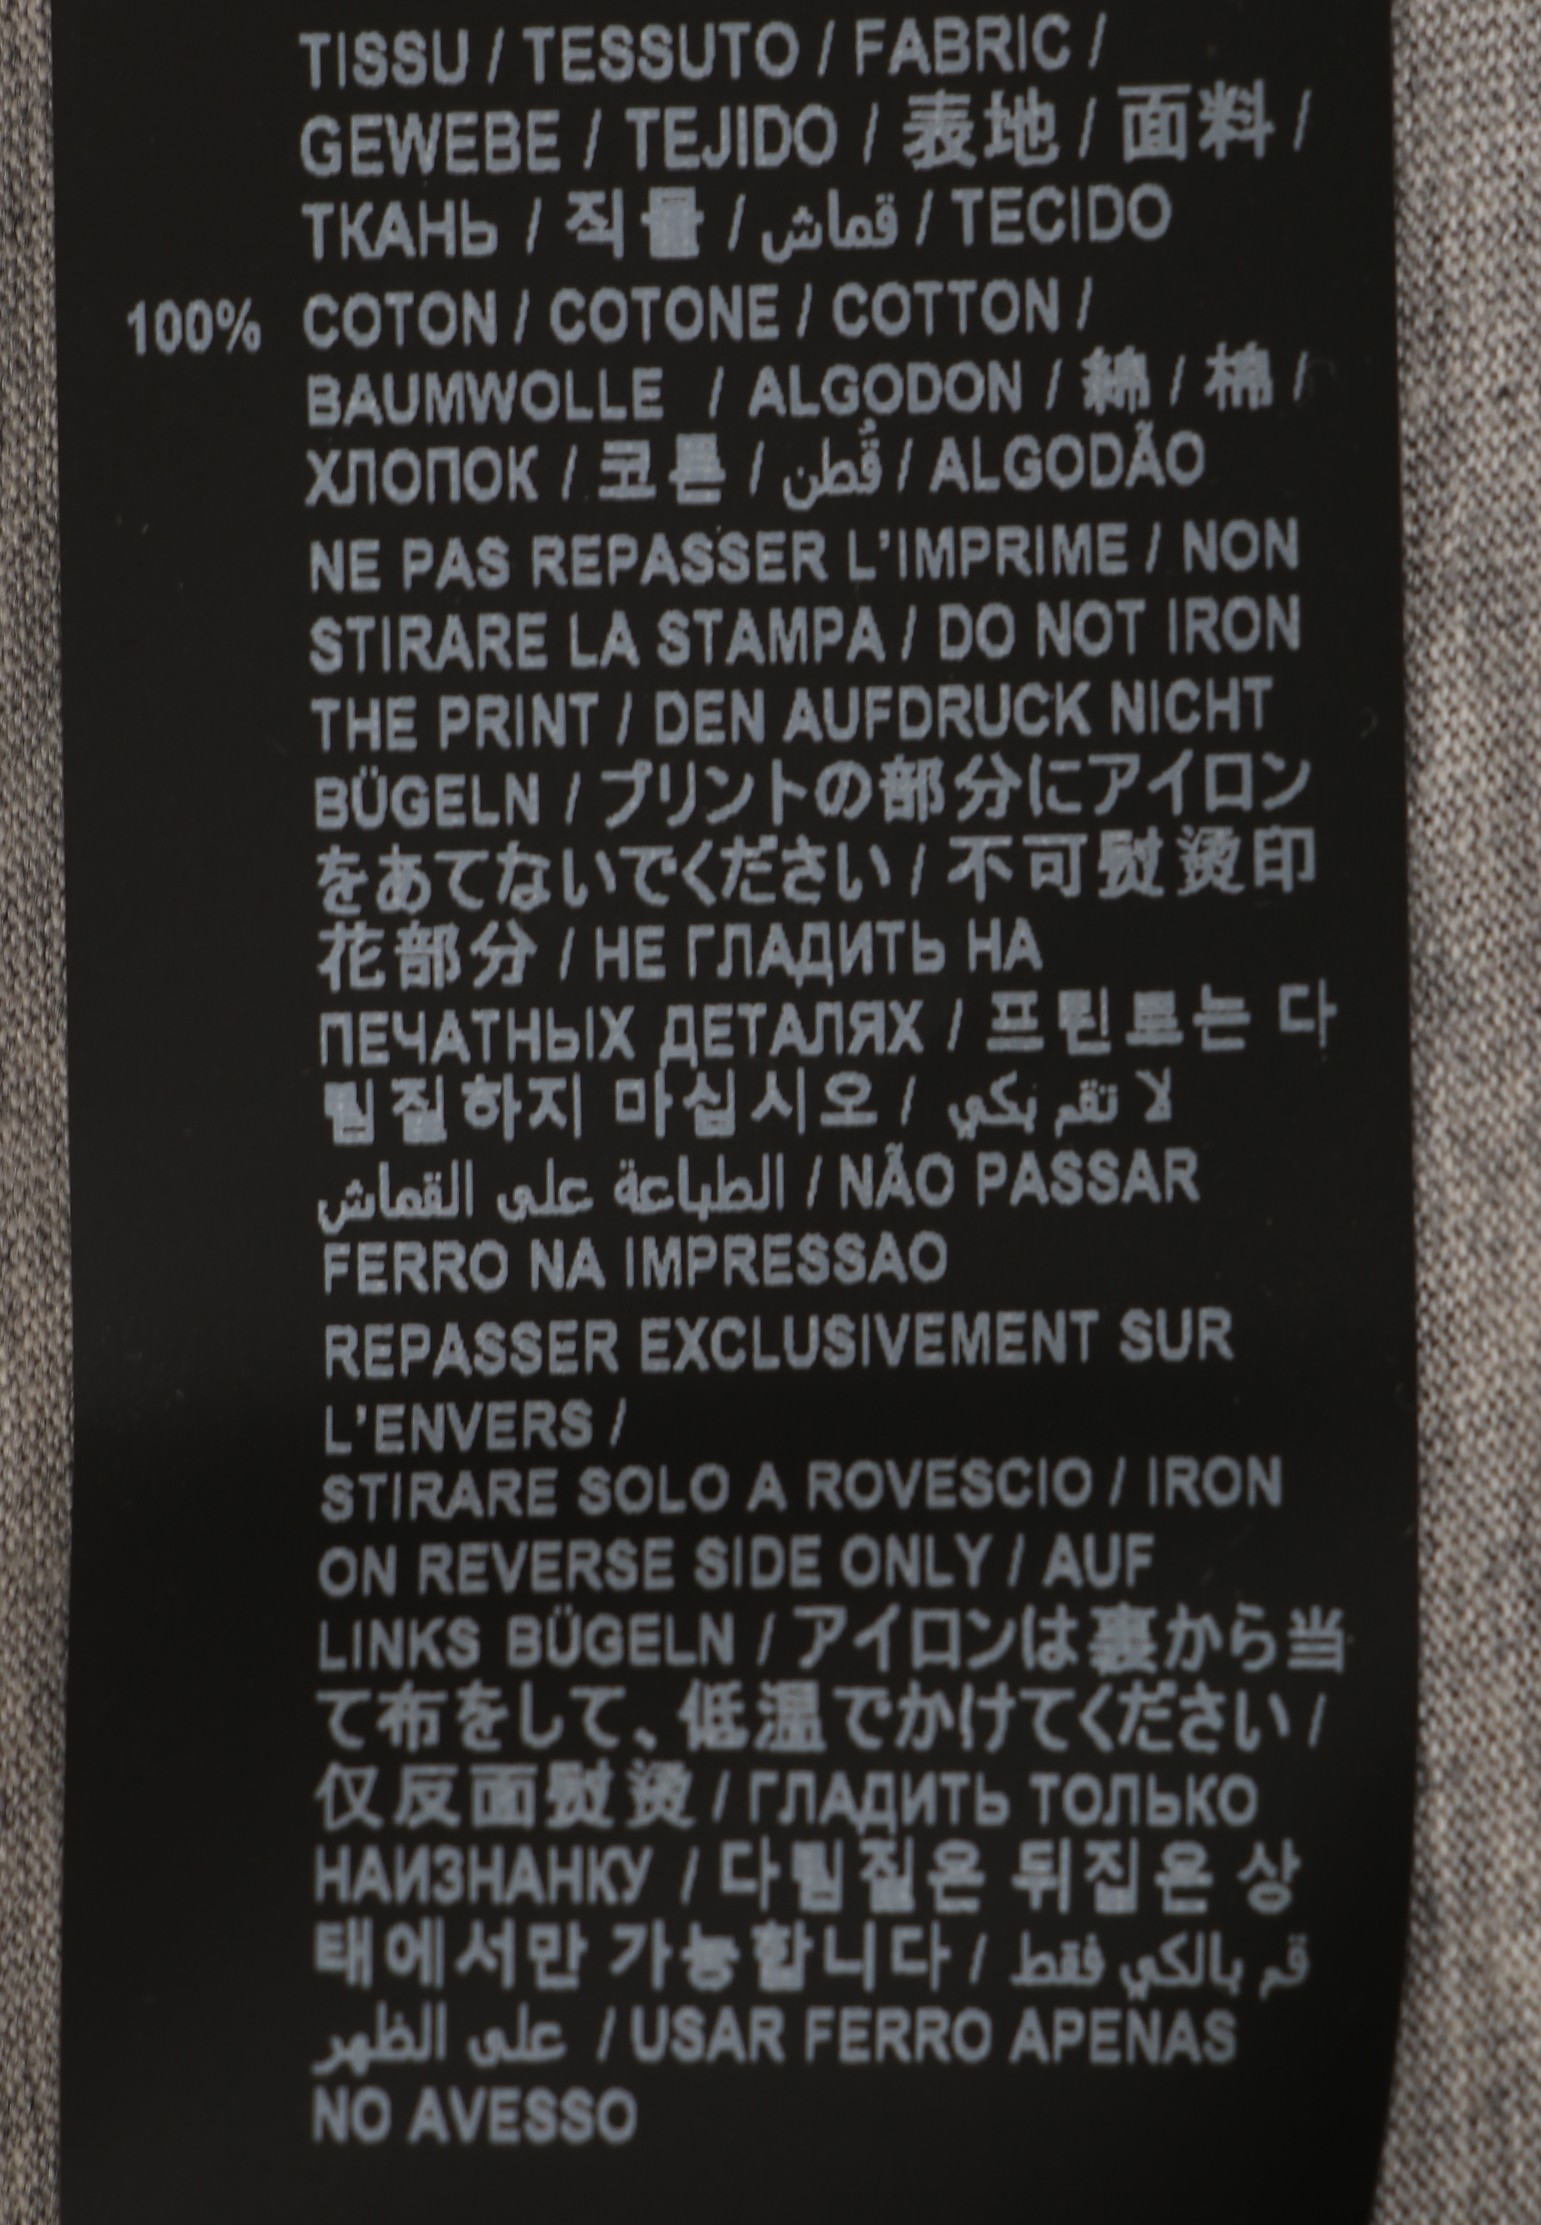 TISSU / TESSUTO / FABRIC /
GEWEBE / TEJIDO / 表地 / 面料 /
ТКАНЬ / 직물 / قماش / TECIDO
100% COTON / COTONE / COTTON /
BAUMWOLLE / ALGODON / 綿 / 棉 /
ХЛОПОК / 코튼 / قُطن / ALGODÃO
NE PAS REPASSER L'IMPRIME / NON
STIRARE LA STAMPA / DO NOT IRON
THE PRINT / DEN AUFDRUCK NICHT
BÜGELN / プリントの部分にアイロン
をあてないでください / 不可熨烫印
花部分 / НЕ ГЛАДИТЬ НА
ПЕЧАТНЫХ ДЕТАЛЯХ / 프린트는 다
림질하지 마십시오 / لا تقم بكي
الطباعة على القماش / NÃO PASSAR
FERRO NA IMPRESSAO
REPASSER EXCLUSIVEMENT SUR
L'ENVERS /
STIRARE SOLO A ROVESCIO / IRON
ON REVERSE SIDE ONLY / AUF
LINKS BÜGELN / アイロンは裏から当
て布をして、低温でかけてください /
仅反面熨烫 / ГЛАДИТЬ ТОЛЬКО
НАИЗНАНКУ / 다림질은 뒤집은 상
태에서만 가능합니다 / قم بالكي فقط
على الظهر / USAR FERRO APENAS
NO AVESSO